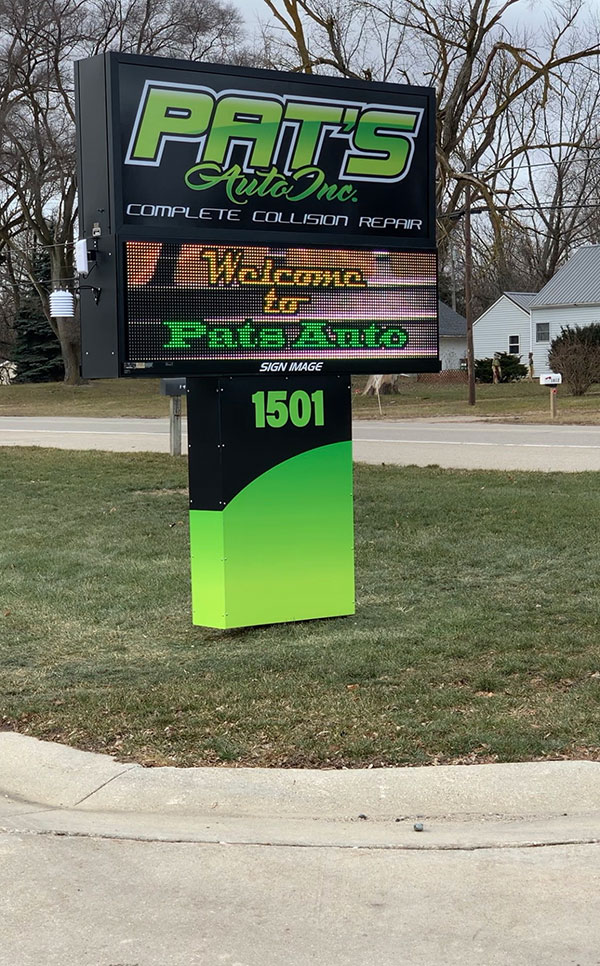 PAT'S
Auto Inc.
COMPLETE COLLISION REPAIR
Welcome
to
Pats Auto
SIGN IMAGE
1501